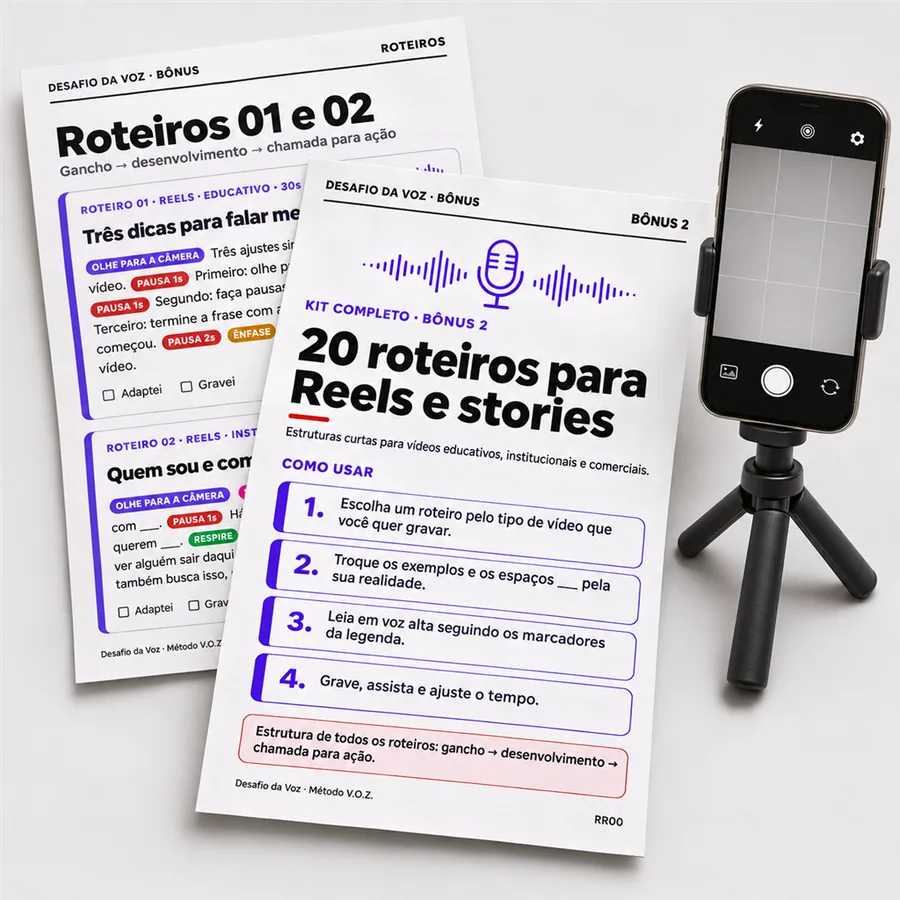 DESAFIO DA VOZ · BÔNUS
ROTEIROS
Roteiros 01 e 02
Gancho → desenvolvimento → chamada para ação
ROTEIRO 01 · REELS · EDUCATIVO · 30s
Três dicas para falar
OLHE PARA A CÂMERA Três ajustes
vídeo. PAUSA 1s Primeiro: olhe
PAUSA 1s Segundo: faça pausas
Terceiro: termine a frase com
começou. PAUSA 2s ÊNFASE
vídeo.
☐ Adaptei ☐ Gravei
ROTEIRO 02 · REELS ·
Quem sou e
OLHE PARA A CÂMERA
com ___. PAUSA 1s
querem ___. RESPIRE
ver alguém sair daqui
também busca isso,
☐ Adaptei ☐
Desafio da Voz · Método V.O.Z.
DESAFIO DA VOZ · BÔNUS
BÔNUS 2
KIT COMPLETO · BÔNUS 2
20 roteiros para
Reels e stories
Estruturas curtas para vídeos educativos, institucionais e comerciais.
COMO USAR
1. Escolha um roteiro pelo tipo de vídeo que
você quer gravar.
2. Troque os exemplos e os espaços ___ pela
sua realidade.
3. Leia em voz alta seguindo os marcadores
da legenda.
4. Grave, assista e ajuste o tempo.
Estrutura de todos os roteiros: gancho → desenvolvimento →
chamada para ação.
Desafio da Voz · Método V.O.Z.
RR00